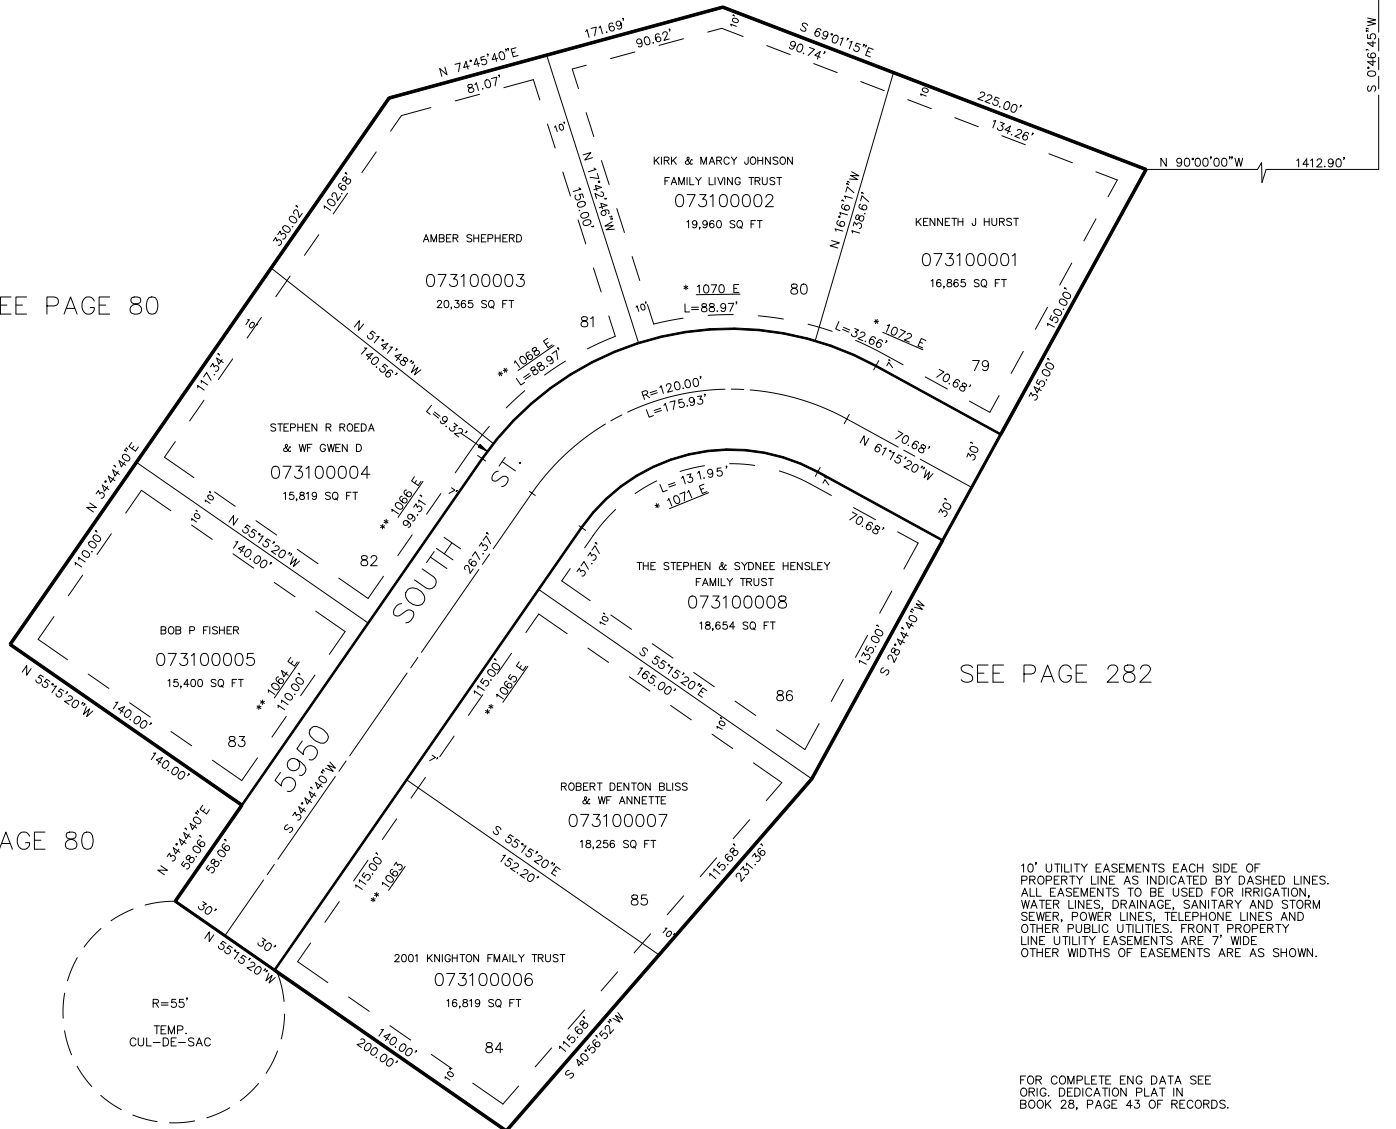 171.69'
90.62'
N 74°45'40"E
81.07'
10'
S 69°01'15"E
90.74'
225.00'
134.26'
10'
S 0°46'45"W
N 90°00'00"W
1412.90'
102.68'
330.02'
10'
N 17°42'46"W
150.00'
KIRK & MARCY JOHNSON
FAMILY LIVING TRUST
073100002
19,960 SQ FT
N 16°16'17"W
138.67'
KENNETH J HURST
073100001
16,865 SQ FT
AMBER SHEPHERD
073100003
20,365 SQ FT
SEE PAGE 80
* 1070 E
L=88.97'
80
10'
81
** 1068 E
L=88.97'
* 1072 E
L=32.66'
7'
70.68'
79
150.00'
345.00'
10'
N 51°41'48"W
140.56'
117.34'
L=9.32'
R=120.00'
L=175.93'
70.68'
N 61°15'20"W
30'
30'
STEPHEN R ROEDA
& WF GWEN D
073100004
15,819 SQ FT
** 1066 E
99.31'
7'
82
N 34°44'40"E
110.00'
10'
10'
N 55°15'20"W
140.00'
5950 SOUTH ST.
267.37'
S 34°44'40"W
L= 131.95'
* 1071 E
7'
70.68'
37.37'
THE STEPHEN & SYDNEE HENSLEY
FAMILY TRUST
073100008
18,654 SQ FT
10'
S 55°15'20"E
165.00'
10'
86
135.00'
S 28°44'40"W
SEE PAGE 282
BOB P FISHER
073100005
15,400 SQ FT
** 1064 E
110.00'
83
N 55°15'20"W
140.00'
140.00'
115.00'
** 1065 E
7'
ROBERT DENTON BLISS
& WF ANNETTE
073100007
18,256 SQ FT
85
115.68'
231.36'
10'
S 55°15'20"E
152.20'
AGE 80
N 34°44'40"E
58.06'
58.06'
30'
30'
N 55°15'20"W
115.00'
** 1063
2001 KNIGHTON FMAILY TRUST
073100006
16,819 SQ FT
84
140.00'
200.00'
10'
115.68'
S 40°56'52"W
R=55'
TEMP.
CUL-DE-SAC
10' UTILITY EASEMENTS EACH SIDE OF
PROPERTY LINE AS INDICATED BY DASHED LINES.
ALL EASEMENTS TO BE USED FOR IRRIGATION,
WATER LINES, DRAINAGE, SANITARY AND STORM
SEWER, POWER LINES, TELEPHONE LINES AND
OTHER PUBLIC UTILITIES. FRONT PROPERTY
LINE UTILITY EASEMENTS ARE 7' WIDE
OTHER WIDTHS OF EASEMENTS ARE AS SHOWN.
FOR COMPLETE ENG DATA SEE
ORIG. DEDICATION PLAT IN
BOOK 28, PAGE 43 OF RECORDS.